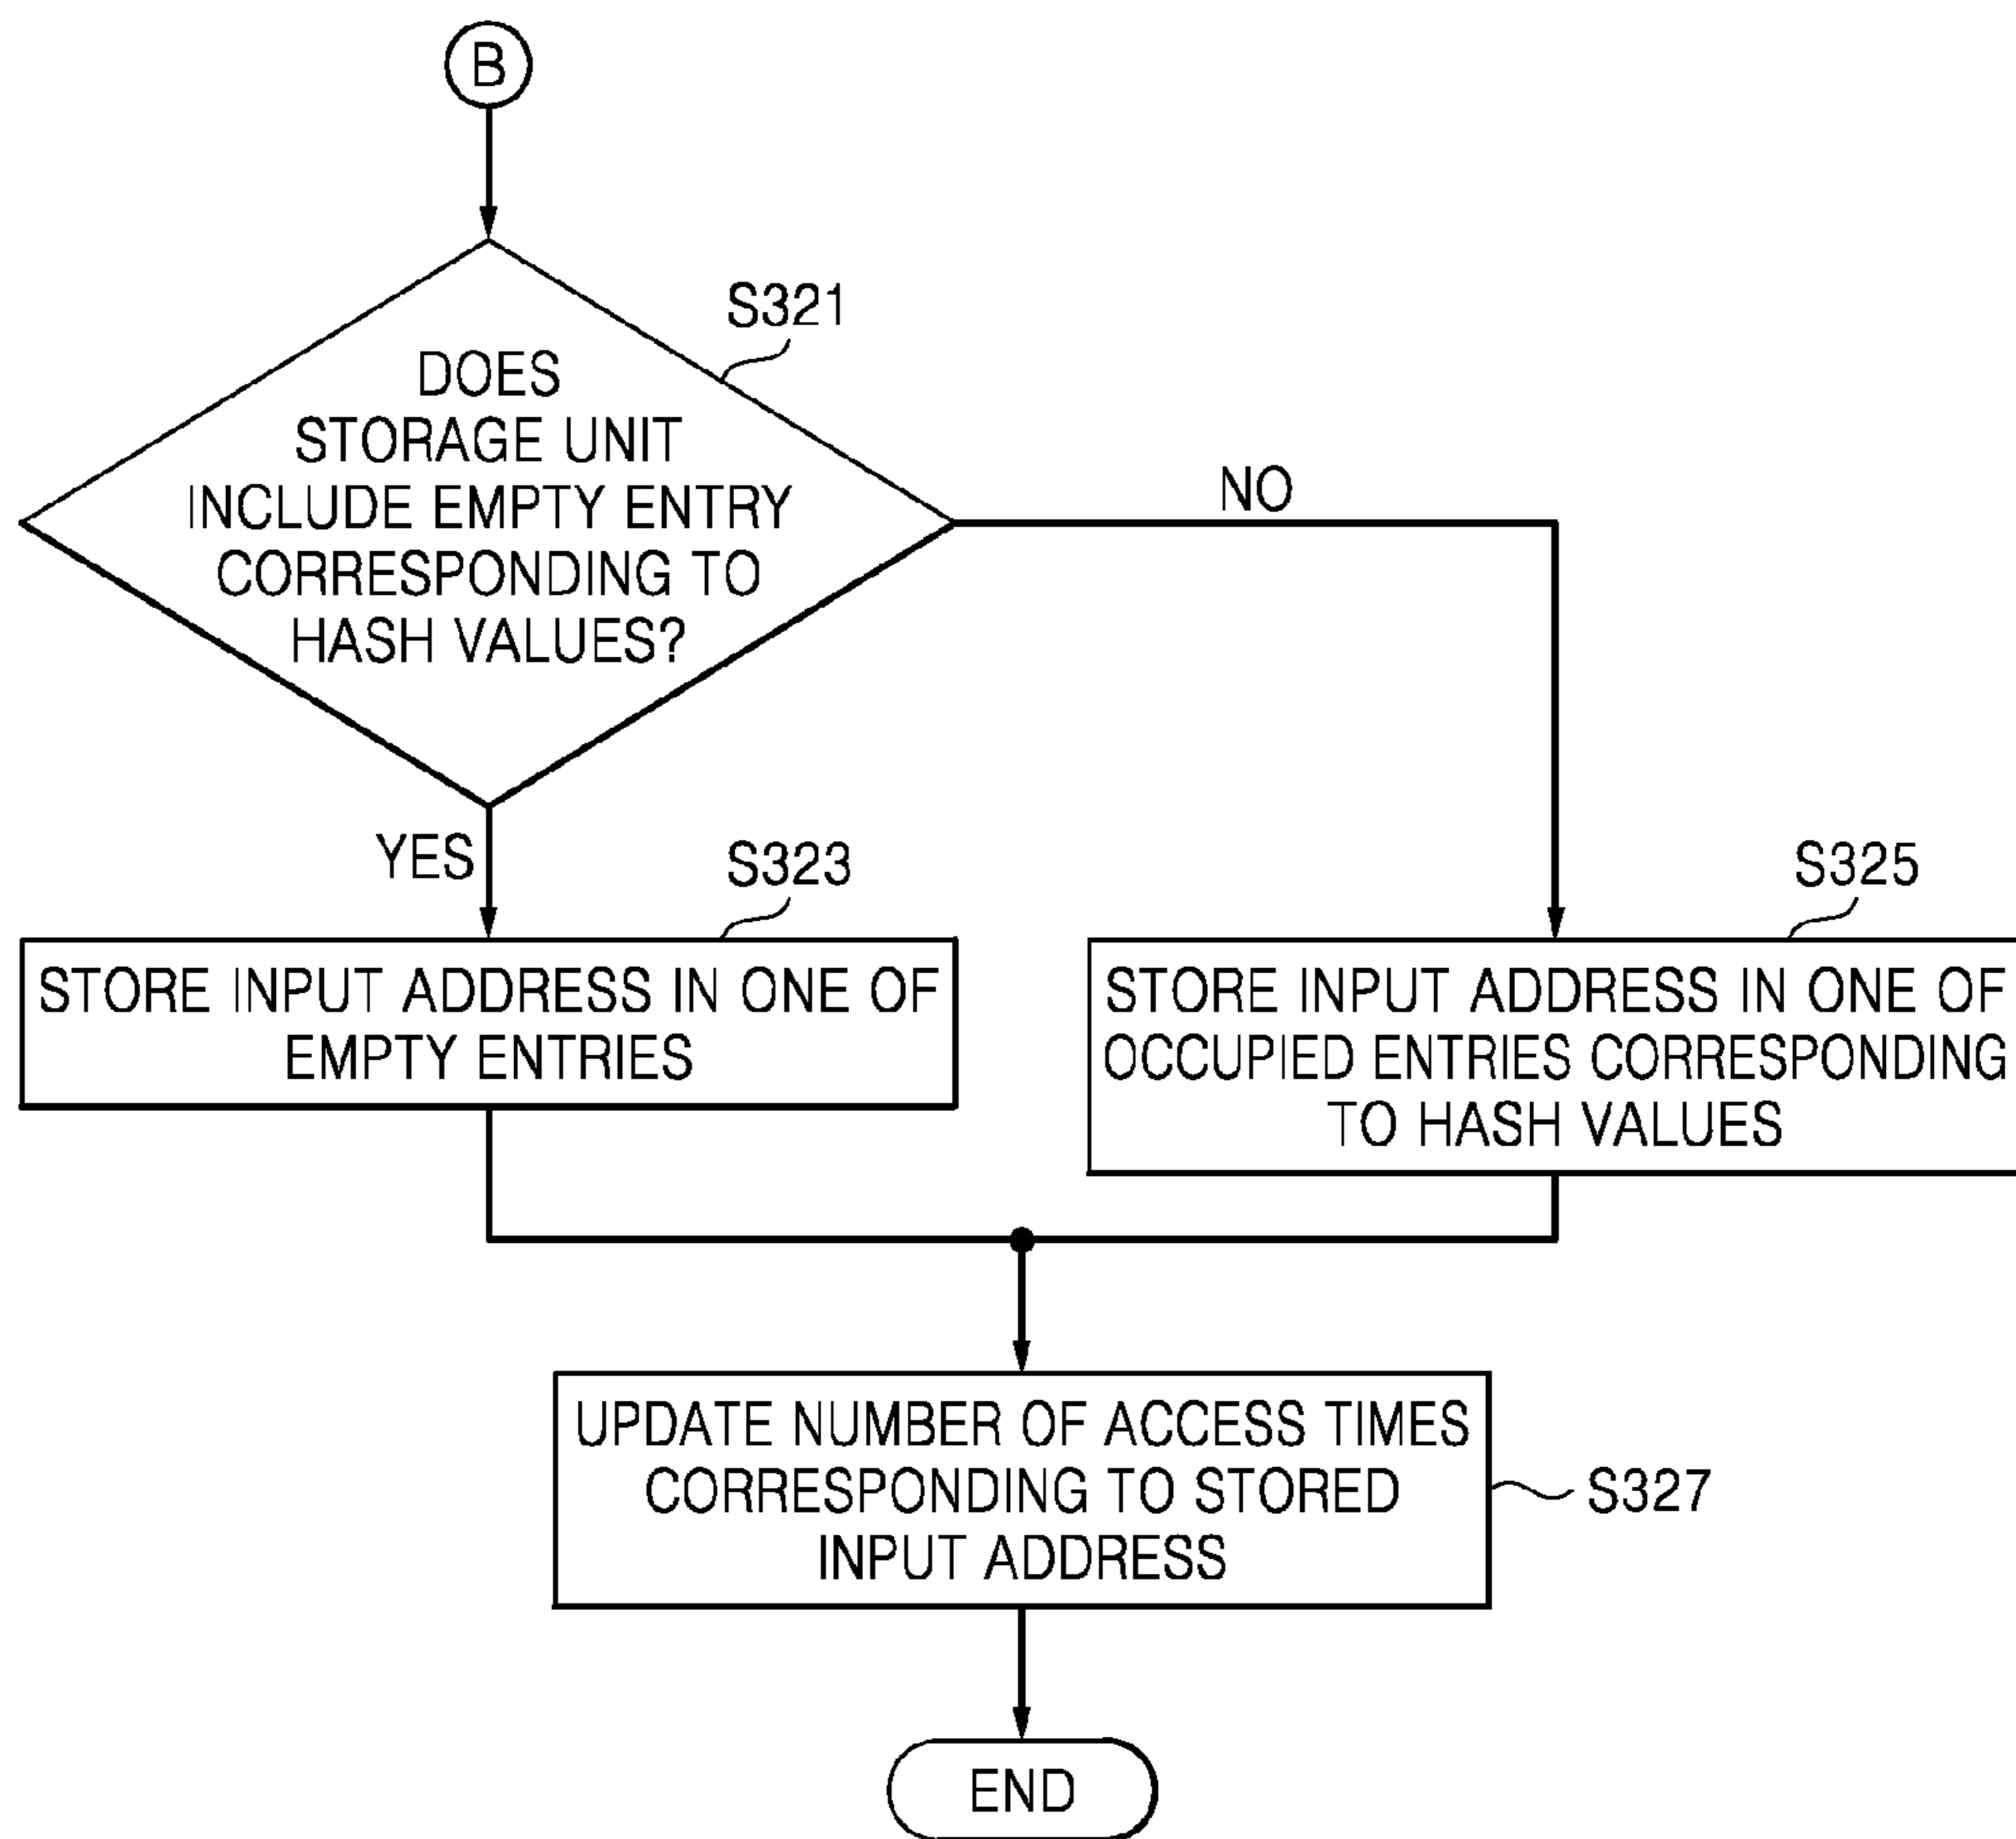 B
S321
DOES
STORAGE UNIT
INCLUDE EMPTY ENTRY
CORRESPONDING TO
HASH VALUES?
NO
YES
S323
S325
STORE INPUT ADDRESS IN ONE OF
EMPTY ENTRIES
STORE INPUT ADDRESS IN ONE OF
OCCUPIED ENTRIES CORRESPONDING
TO HASH VALUES
UPDATE NUMBER OF ACCESS TIMES
CORRESPONDING TO STORED
INPUT ADDRESS
S327
END